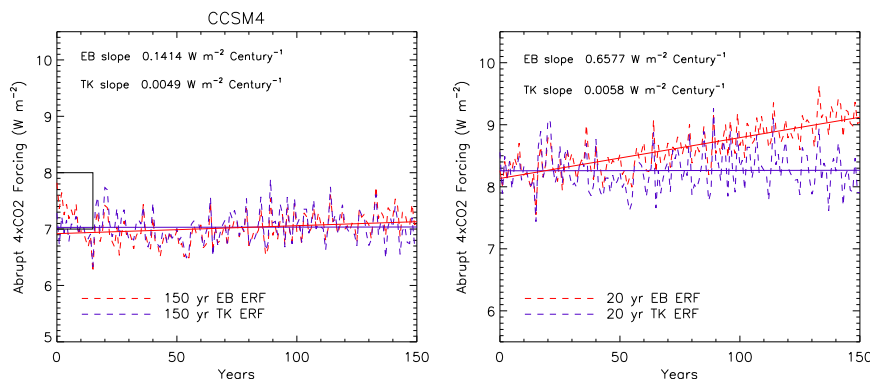 CCSM4
EB slope 0.1414 W m⁻² Century⁻¹
TK slope 0.0049 W m⁻² Century⁻¹
Abrupt 4xCO2 Forcing (W m⁻²)
10
9
8
7
6
5
150 yr EB ERF
150 yr TK ERF
0 50 100 150
Years
EB slope 0.6577 W m⁻² Century⁻¹
TK slope 0.0058 W m⁻² Century⁻¹
Abrupt 4xCO2 Forcing (W m⁻²)
10
9
8
7
6
20 yr EB ERF
20 yr TK ERF
0 50 100 150
Years